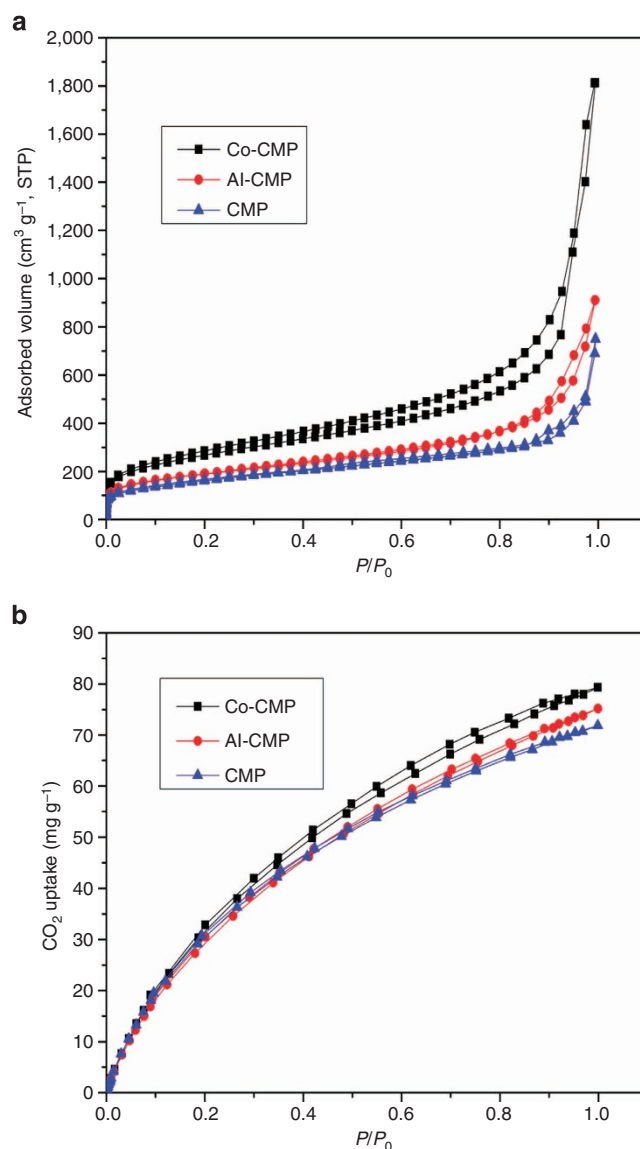 a
2,000
1,800
1,600
1,400
1,200
1,000
800
600
400
200
0
Adsorbed volume (cm³ g⁻¹, STP)
Co-CMP
Al-CMP
CMP
0.0 0.2 0.4 0.6 0.8 1.0
P/P₀
b
90
80
70
60
50
40
30
20
10
0
CO₂ uptake (mg g⁻¹)
Co-CMP
Al-CMP
CMP
0.0 0.2 0.4 0.6 0.8 1.0
P/P₀